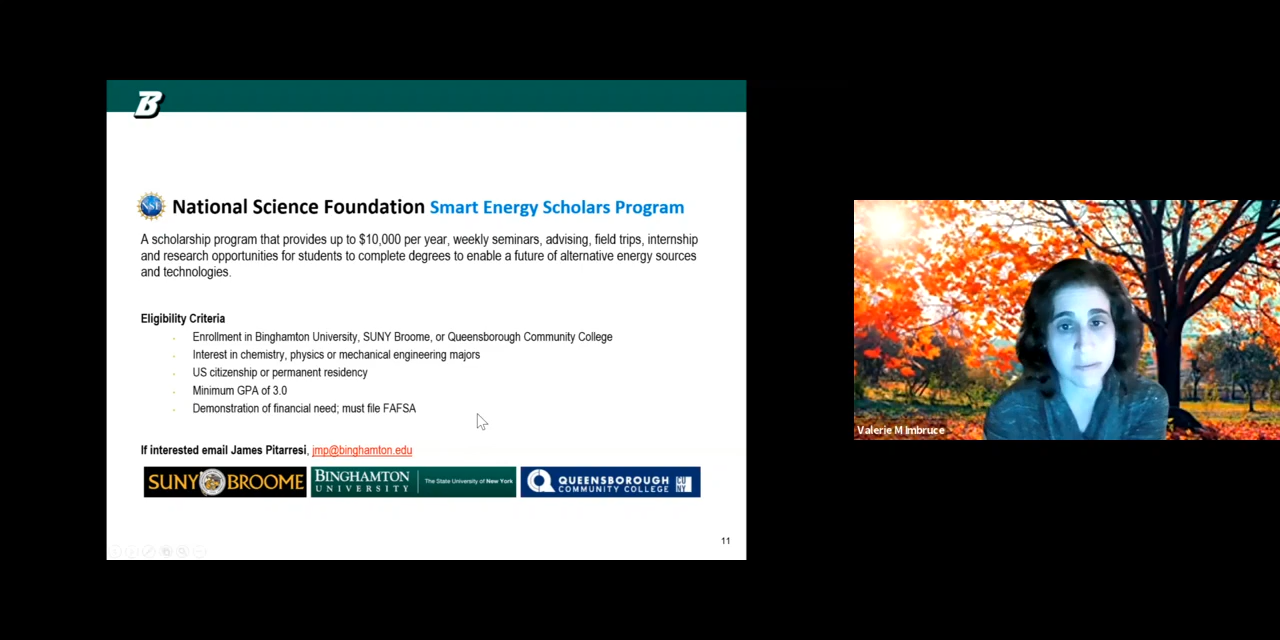 B
NSF
National Science Foundation Smart Energy Scholars Program
A scholarship program that provides up to $10,000 per year, weekly seminars, advising, field trips, internship
and research opportunities for students to complete degrees to enable a future of alternative energy sources
and technologies.
Eligibility Criteria
Enrollment in Binghamton University, SUNY Broome, or Queensborough Community College
Interest in chemistry, physics or mechanical engineering majors
US citizenship or permanent residency
Minimum GPA of 3.0
Demonstration of financial need; must file FAFSA
If interested email James Pitarresi, jmp@binghamton.edu
SUNY BROOME
BINGHAMTON
UNIVERSITY
The State University of New York
QUEENSBOROUGH
COMMUNITY COLLEGE
CU
NY
11
Valerie M Imbruce